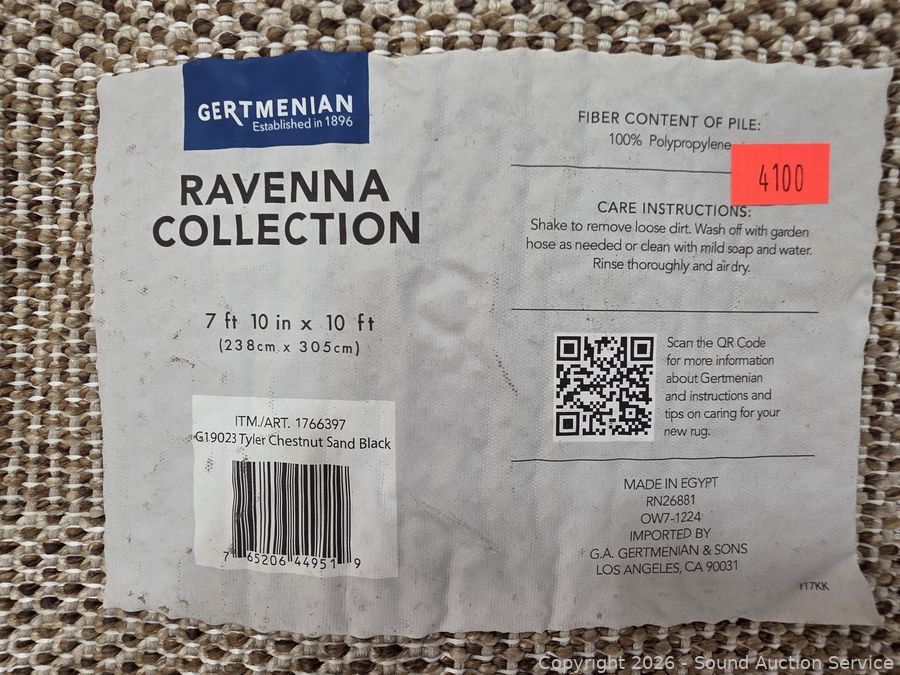 GERTMENIAN
Established in 1896
RAVENNA
COLLECTION
7 ft 10 in x 10 ft
(238cm x 305cm)
ITM./ART. 1766397
G19023 Tyler Chestnut Sand Black
7 65206 44951 9
FIBER CONTENT OF PILE:
100% Polypropylene
4100
CARE INSTRUCTIONS:
Shake to remove loose dirt. Wash off with garden
hose as needed or clean with mild soap and water.
Rinse thoroughly and air dry.
Scan the QR Code
for more information
about Gertmenian
and instructions and
tips on caring for your
new rug.
MADE IN EGYPT
RN26881
OW7-1224
IMPORTED BY
G.A. GERTMENIAN & SONS
LOS ANGELES, CA 90031
Copyright 2026 - Sound Auction Service